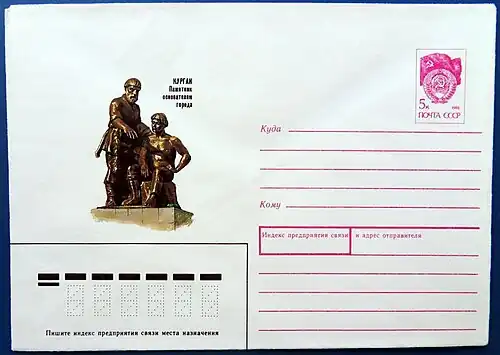 КУРГАН
Памятник
основателям
города
5к
1988
ПОЧТА СССР
Куда
Кому
Индекс предприятия связи и адрес отправителя
Пишите индекс предприятия связи места назначения